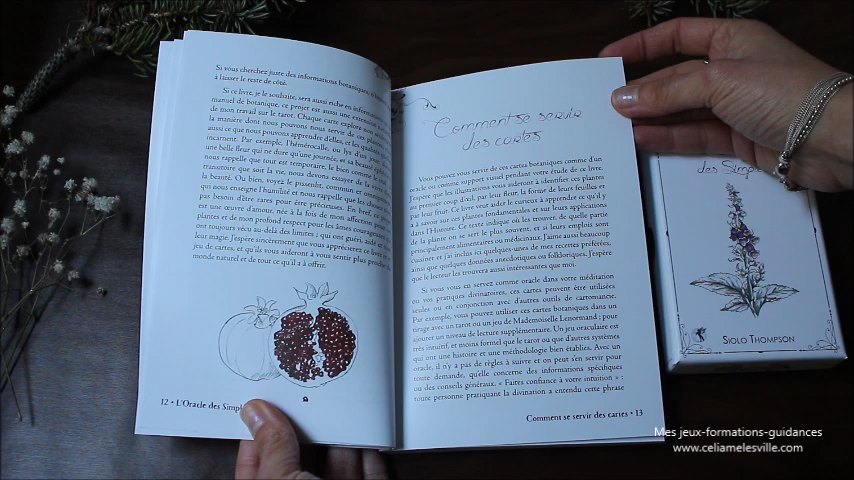 Si vous cherchez juste des informations botaniques,
à laisser le reste de côté.
Si ce livre, je le souhaite, sera aussi riche en informations
manuel de botanique, ce projet est aussi une extension
de mon travail sur le tarot. Chaque carte explore non
la manière dont nous pouvons nous servir de ces plantes
aussi ce que nous pouvons apprendre d'elles, et les qualités
incarnent. Par exemple, l'hémérocalle, ou lys d'un jour,
une belle fleur qui ne dure qu'une journée, et sa beauté
nous rappelle que tout est temporaire, le bien comme le
transitoire que soit la vie, nous devons essayer de la
la beauté. Ou bien, voyez le pissenlit, commun et
qui nous enseigne l'humilité et nous rappelle que les choses
pas besoin d'être rares pour être précieuses. En bref, ce
est une œuvre d'amour, née à la fois de mon affection pour
plantes et de mon profond respect pour les âmes courageuses
ont toujours vécu au-delà des limites ; qui ont guéri, aidé et
leur magie. J'espère sincèrement que vous apprécierez ce livre et
jeu de cartes, et qu'ils vous aideront à vous sentir plus proche du
monde naturel et de tout ce qu'il a à offrir.
12 • L'Oracle des Simples
Comment se servir
des cartes
Vous pouvez vous servir de ces cartes botaniques comme d'un
oracle ou comme support visuel pendant votre étude de ce livre.
J'espère que les illustrations vous aideront à identifier ces plantes
au premier coup d'œil, par leur fleur, la forme de leurs feuilles et
par leur fruit. Ce livre veut aider le curieux à apprendre ce qu'il y
a à savoir sur ces plantes fondamentales et sur leurs applications
dans l'histoire. Ce texte indique où les trouver, de quelle partie
de la plante on se sert le plus souvent, et si leurs emplois sont
principalement alimentaires ou médicinaux. J'aime aussi beaucoup
cuisiner et j'ai inclus ici quelques-unes de mes recettes préférées,
ainsi que quelques données anecdotiques ou folkloriques. J'espère
que le lecteur les trouvera aussi intéressantes que moi.
Si vous vous en servez comme oracle dans votre méditation
ou vos pratiques divinatoires, ces cartes peuvent être utilisées
seules ou en conjonction avec d'autres outils de cartomancie.
Par exemple, vous pouvez utiliser ces cartes botaniques dans un
tirage avec un tarot ou un jeu de Mademoiselle Lenormand ; pour
ajouter un niveau de lecture supplémentaire. Un jeu oraculaire est
très intuitif, et moins formel que le tarot ou que d'autres systèmes
qui ont une histoire et une méthodologie bien établies. Avec un
oracle, il n'y a pas de règles à suivre et on peut s'en servir pour
toute demande, qu'elle concerne des informations spécifiques
ou des conseils généraux. « Faites confiance à votre intuition » :
toute personne pratiquant la divination a entendu cette phrase
Comment se servir des cartes • 13
des Simples
SIOLO THOMPSON
Mes jeux-formations-guidances
www.celiamelesville.com